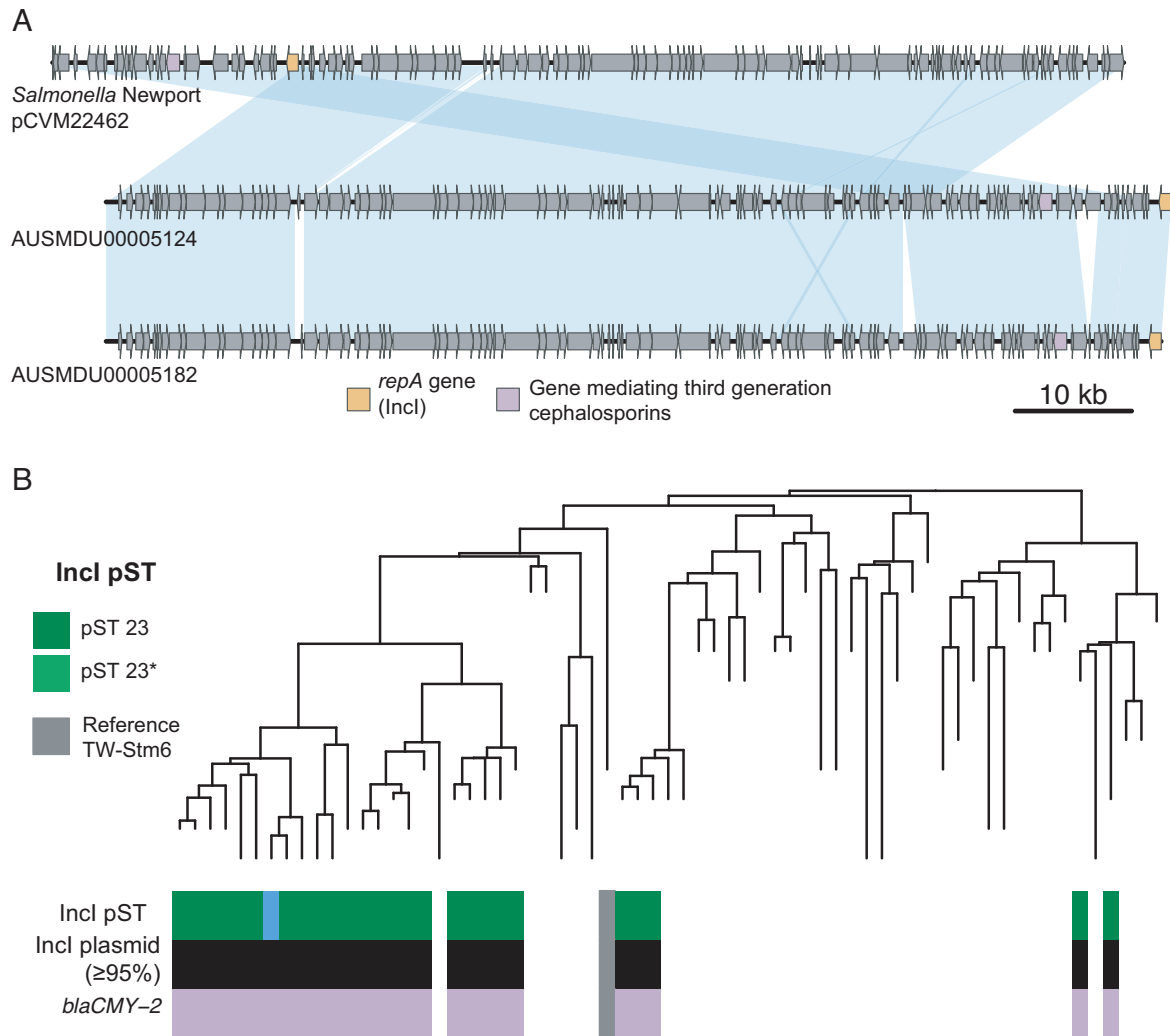 A
Salmonella Newport
pCVM22462
AUSMDU00005124
AUSMDU00005182
repA gene
(IncI)
Gene mediating third generation
cephalosporins
10 kb
B
IncI pST
pST 23
pST 23*
Reference
TW-Stm6
IncI pST
IncI plasmid
(≥95%)
blaCMY−2